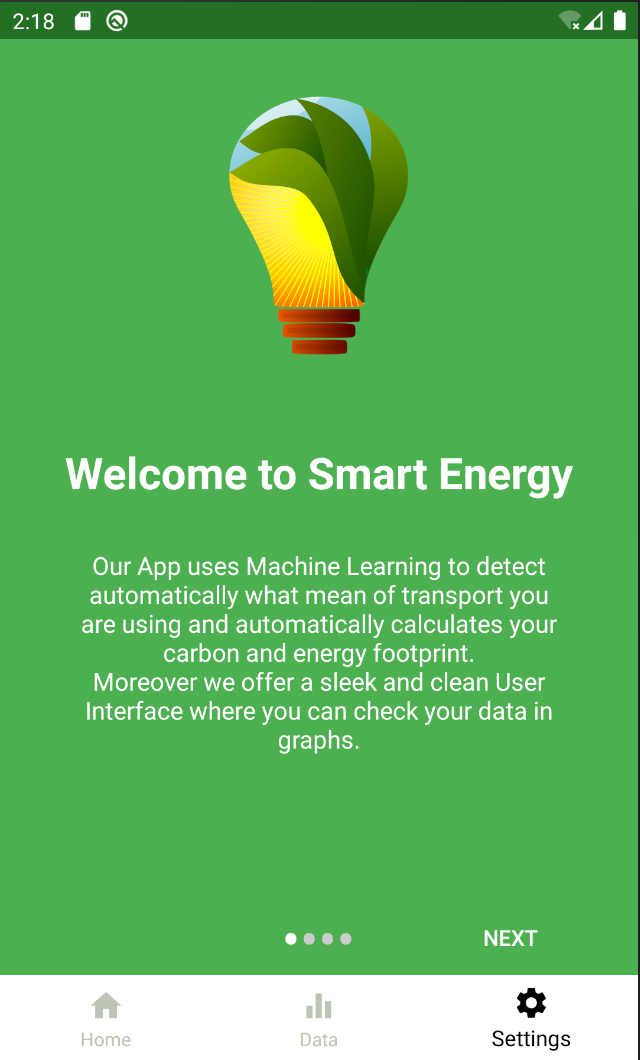 2:18
Welcome to Smart Energy
Our App uses Machine Learning to detect
automatically what mean of transport you
are using and automatically calculates your
carbon and energy footprint.
Moreover we offer a sleek and clean User
Interface where you can check your data in
graphs.
NEXT
Home
Data
Settings